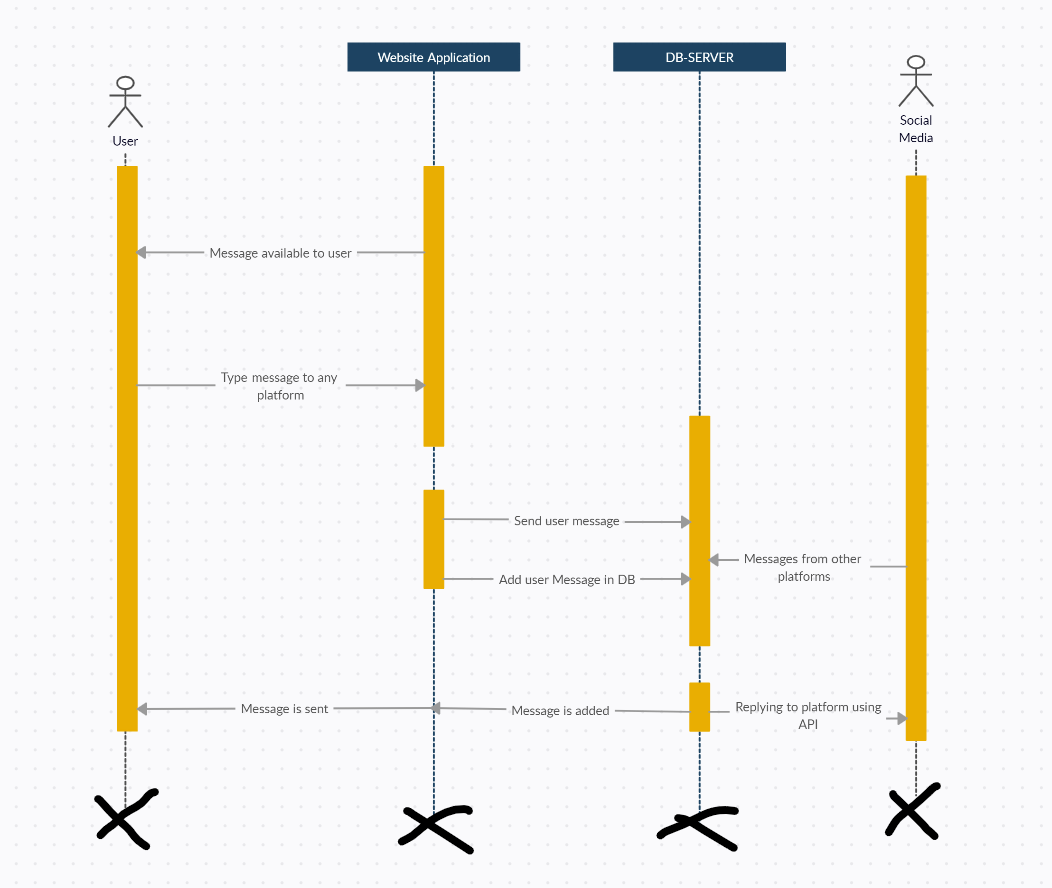 Website Application
DB-SERVER
User
Social
Media
Message available to user
Type message to any
platform
Send user message
Messages from other
platforms
Add user Message in DB
Message is sent
Message is added
Replying to platform using
API